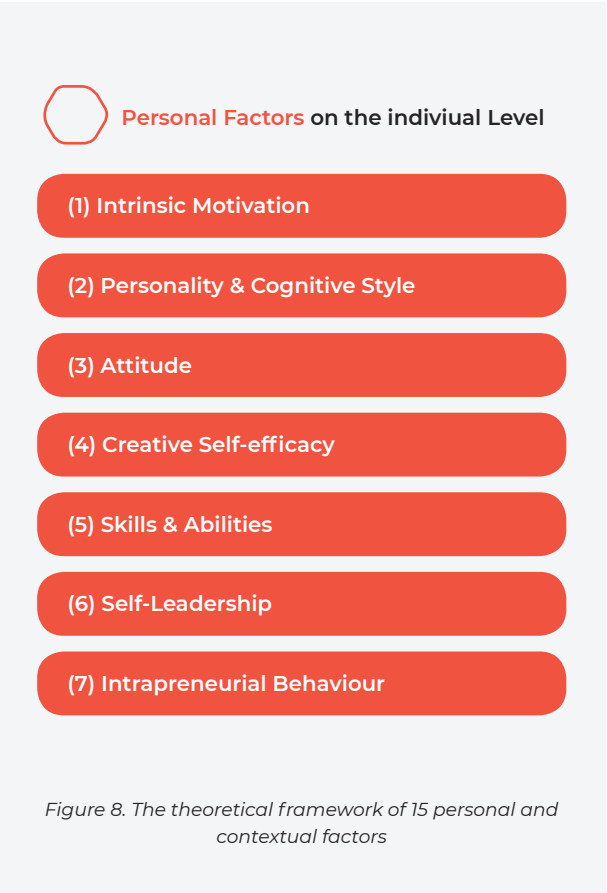 Personal Factors on the indiviual Level
(1) Intrinsic Motivation
(2) Personality & Cognitive Style
(3) Attitude
(4) Creative Self-efficacy
(5) Skills & Abilities
(6) Self-Leadership
(7) Intrapreneurial Behaviour
Figure 8. The theoretical framework of 15 personal and
contextual factors